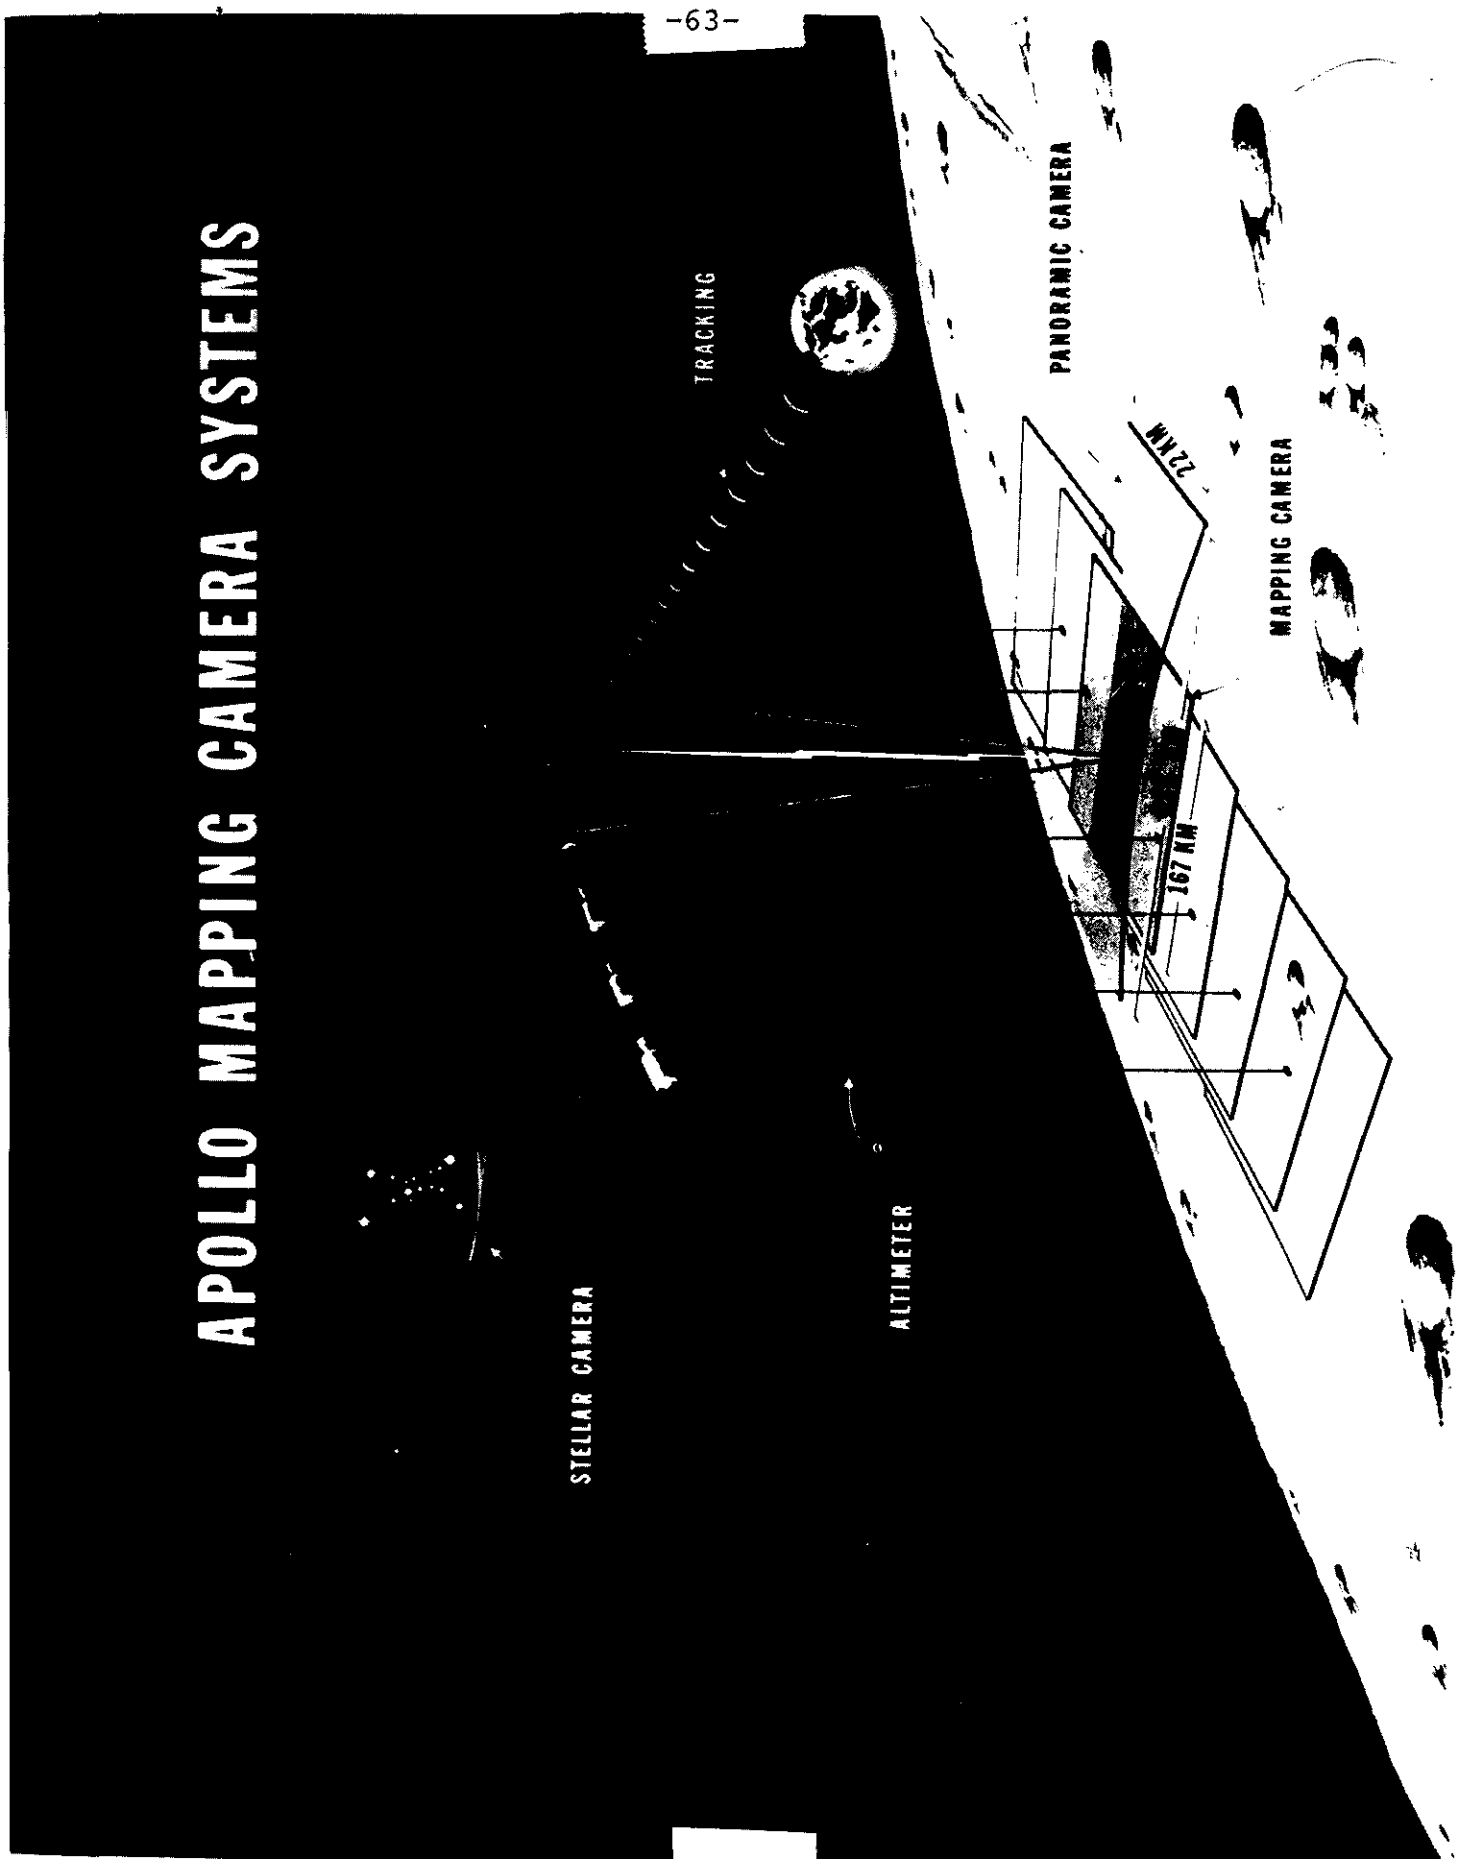 -63-
APOLLO MAPPING CAMERA SYSTEMS
STELLAR CAMERA
TRACKING
ALTIMETER
PANORAMIC CAMERA
22 KM
167 KM
MAPPING CAMERA